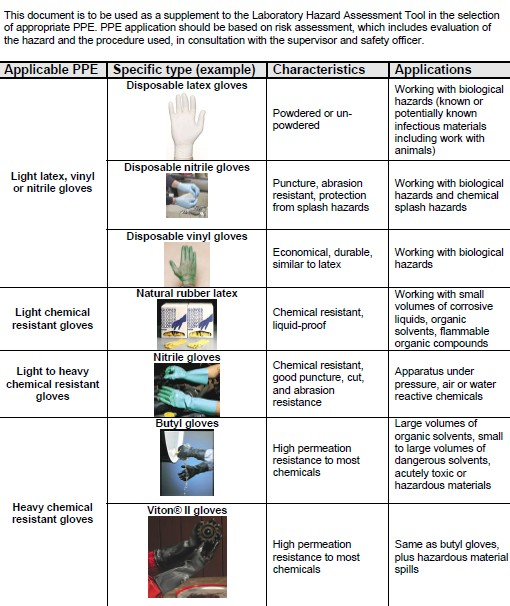 This document is to be used as a supplement to the Laboratory Hazard Assessment Tool in the selection
of appropriate PPE. PPE application should be based on risk assessment, which includes evaluation of
the hazard and the procedure used, in consultation with the supervisor and safety officer.
Applicable PPE Specific type (example) Characteristics Applications
Light latex, vinyl
or nitrile gloves
Disposable latex gloves
Powdered or un-
powdered
Working with biological
hazards (known or
potentially known
infectious materials
including work with
animals)
Disposable nitrile gloves
Puncture, abrasion
resistant, protection
from splash hazards
Working with biological
hazards and chemical
splash hazards
Disposable vinyl gloves
Economical, durable,
similar to latex
Working with biological
hazards
Light chemical
resistant gloves
Natural rubber latex
Chemical resistant,
liquid-proof
Working with small
volumes of corrosive
liquids, organic
solvents, flammable
organic compounds
Light to heavy
chemical resistant
gloves
Nitrile gloves
Chemical resistant,
good puncture, cut,
and abrasion
resistance
Apparatus under
pressure, air or water
reactive chemicals
Heavy chemical
resistant gloves
Butyl gloves
High permeation
resistance to most
chemicals
Large volumes of
organic solvents, small
to large volumes of
dangerous solvents,
acutely toxic or
hazardous materials
Viton® II gloves
High permeation
resistance to most
chemicals
Same as butyl gloves,
plus hazardous material
spills